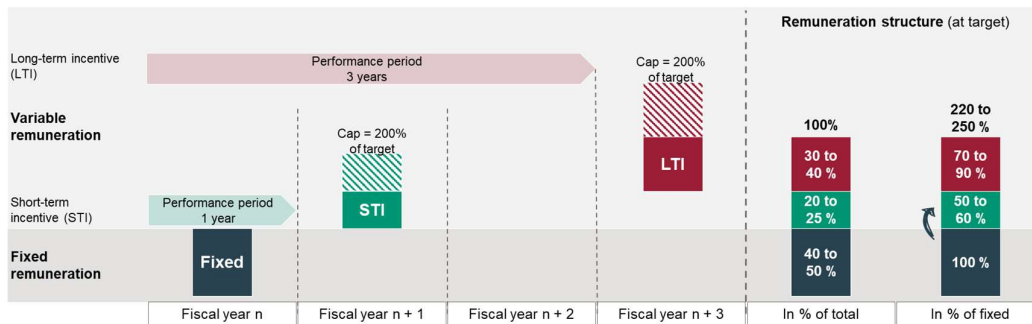 Remuneration structure (at target)
Long-term incentive
(LTI)
Performance period
3 years
Cap = 200%
of target
Variable
remuneration
Cap = 200%
of target
LTI
100%
220 to
250 %
30 to
40 %
70 to
90 %
Short-term
incentive (STI)
Performance period
1 year
STI
20 to
25 %
50 to
60 %
Fixed
remuneration
Fixed
40 to
50 %
100 %
Fiscal year n
Fiscal year n + 1
Fiscal year n + 2
Fiscal year n + 3
In % of total
In % of fixed